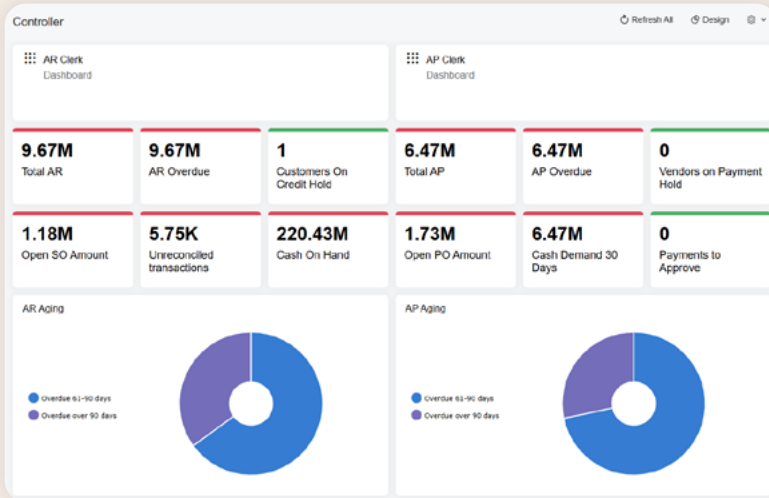 Controller
Refresh All
Design
AR Clerk
Dashboard
AP Clerk
Dashboard
9.67M
Total AR
9.67M
AR Overdue
1
Customers On
Credit Hold
6.47M
Total AP
6.47M
AP Overdue
0
Vendors on Payment
Hold
1.18M
Open SO Amount
5.75K
Unreconciled
transactions
220.43M
Cash On Hand
1.73M
Open PO Amount
6.47M
Cash Demand 30
Days
0
Payments to
Approve
AR Aging
Overdue 61-90 days
Overdue over 90 days
AP Aging
Overdue 61-90 days
Overdue over 90 days